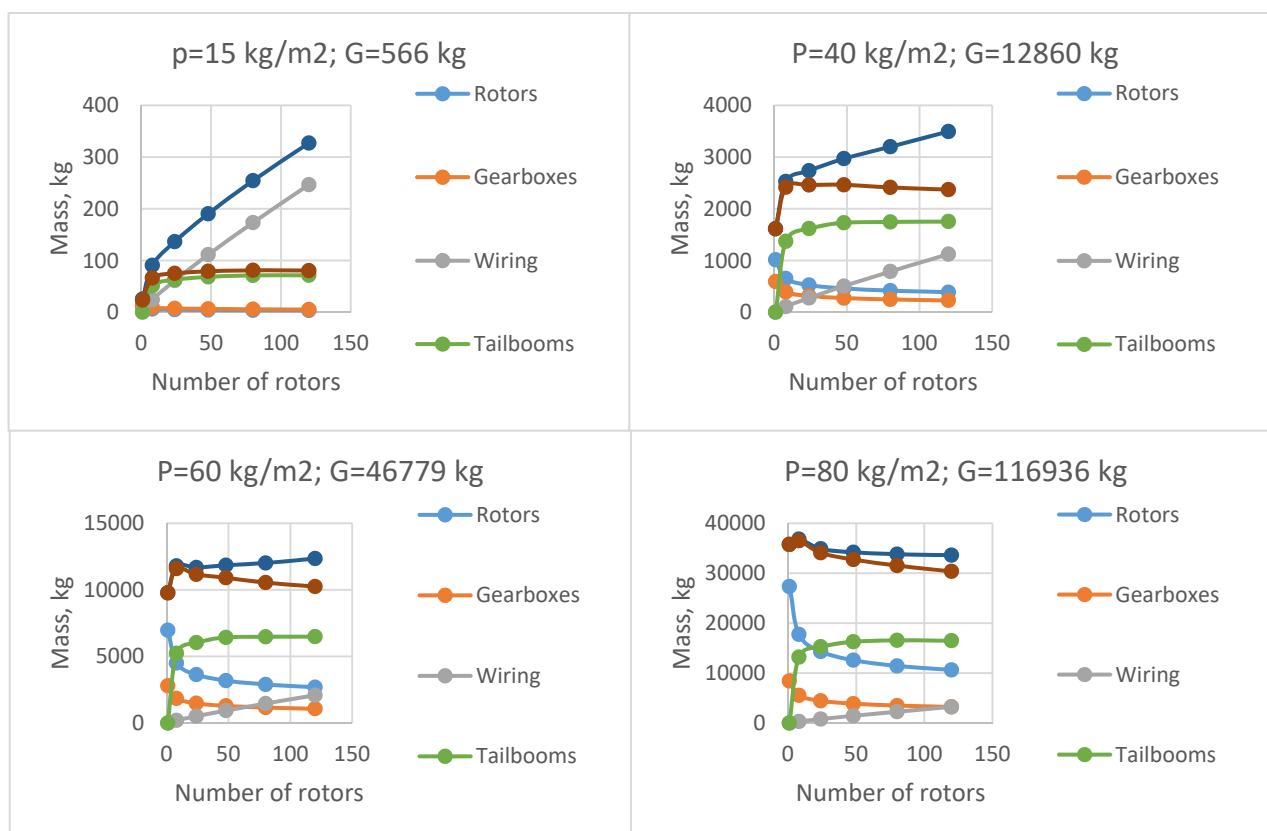 p=15 kg/m2; G=566 kg
400
300
200
100
0
0 50 100 150
Mass, kg
Number of rotors
Rotors
Gearboxes
Wiring
Tailbooms
P=40 kg/m2; G=12860 kg
4000
3000
2000
1000
0
0 50 100 150
Mass, kg
Number of rotors
Rotors
Gearboxes
Wiring
Tailbooms
P=60 kg/m2; G=46779 kg
15000
10000
5000
0
0 50 100 150
Mass, kg
Number of rotors
Rotors
Gearboxes
Wiring
Tailbooms
P=80 kg/m2; G=116936 kg
40000
30000
20000
10000
0
0 50 100 150
Mass, kg
Number of rotors
Rotors
Gearboxes
Wiring
Tailbooms